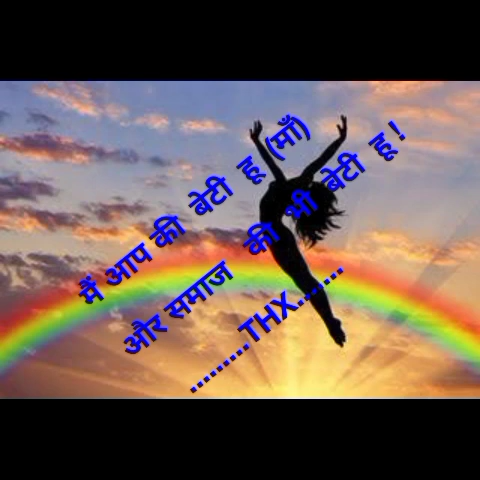 मैं आप की बेटी हू (माँ)
और समाज की भी बेटी हू !
.........THX.......